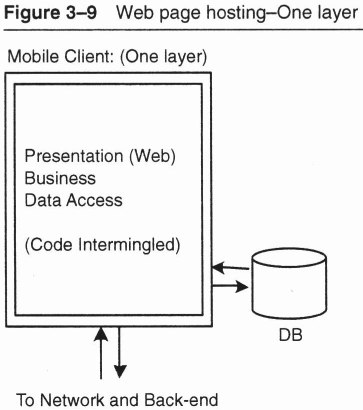 Figure 3–9 Web page hosting–One layer
Mobile Client: (One layer)
Presentation (Web)
Business
Data Access
(Code Intermingled)
DB
To Network and Back-end